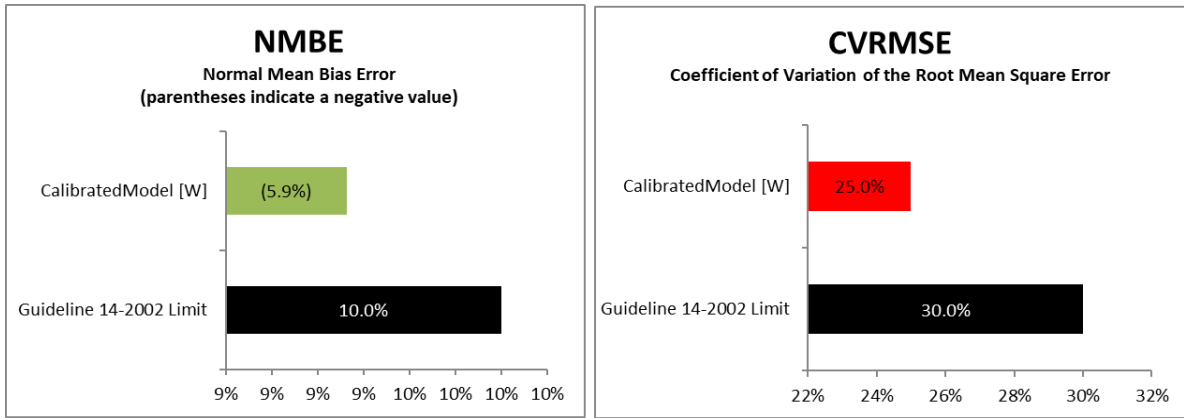 NMBE
Normal Mean Bias Error
(parentheses indicate a negative value)
CalibratedModel [W]
(5.9%)
Guideline 14-2002 Limit
10.0%
9% 9% 9% 9% 10% 10% 10% 10%
CVRMSE
Coefficient of Variation of the Root Mean Square Error
CalibratedModel [W]
25.0%
Guideline 14-2002 Limit
30.0%
22% 24% 26% 28% 30% 32%